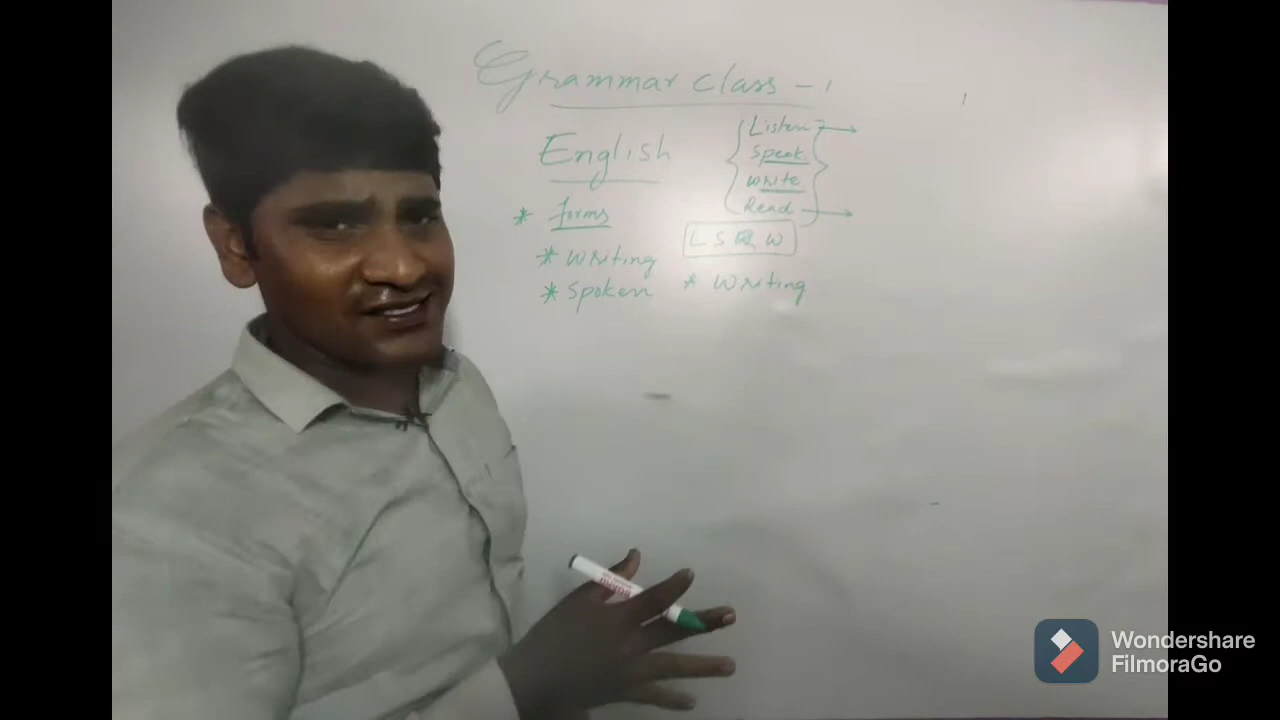 Grammar class - 1
English
Listen
Speak
Write
Read
* forms
L S R W
* Writing
* Spoken
* Writing
Wondershare
FilmoraGo